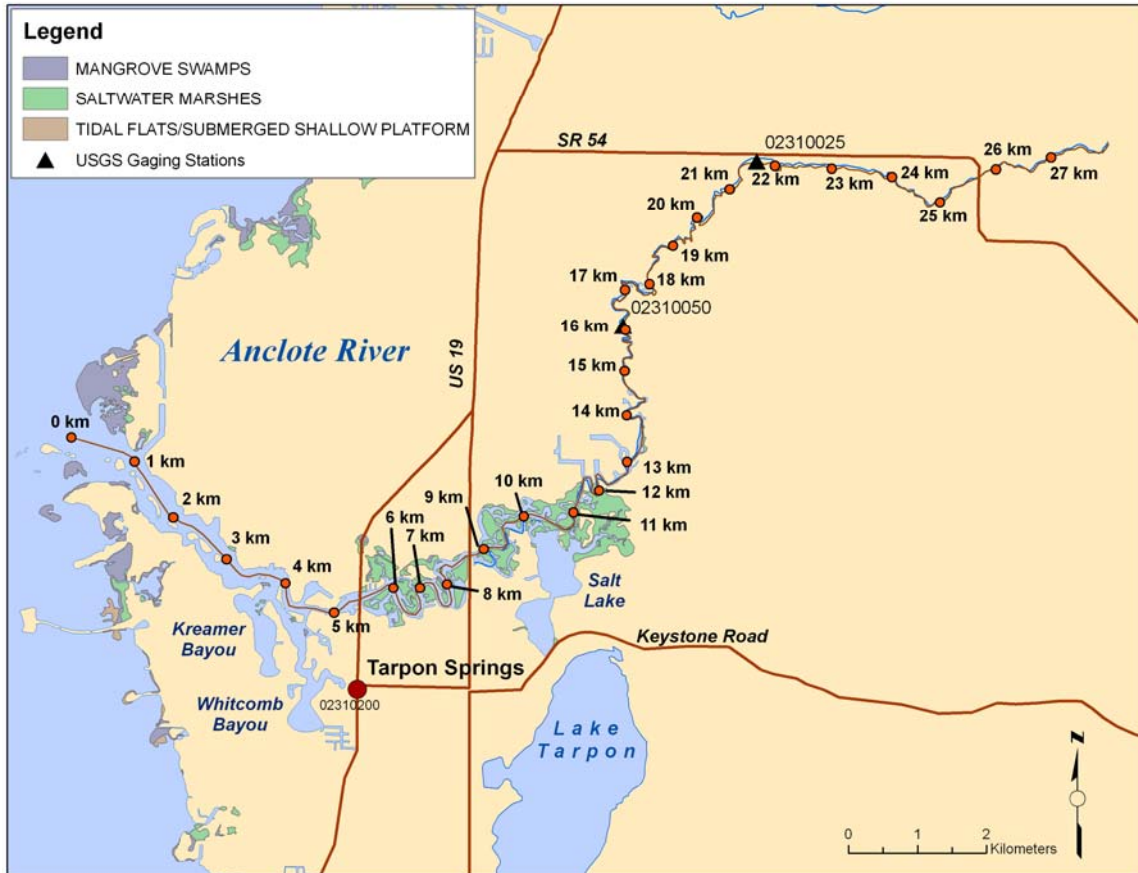 Legend
MANGROVE SWAMPS
SALTWATER MARSHES
TIDAL FLATS/SUBMERGED SHALLOW PLATFORM
USGS Gaging Stations
SR 54
02310025
26 km
27 km
21 km
22 km
23 km
24 km
25 km
20 km
19 km
17 km
18 km
02310050
16 km
Anclote River
US 19
15 km
14 km
0 km
1 km
13 km
12 km
10 km
11 km
2 km
9 km
6 km
7 km
3 km
4 km
8 km
5 km
Salt
Lake
Kreamer
Bayou
Keystone Road
Tarpon Springs
02310200
Whitcomb
Bayou
Lake
Tarpon
N
0 1 2
Kilometers